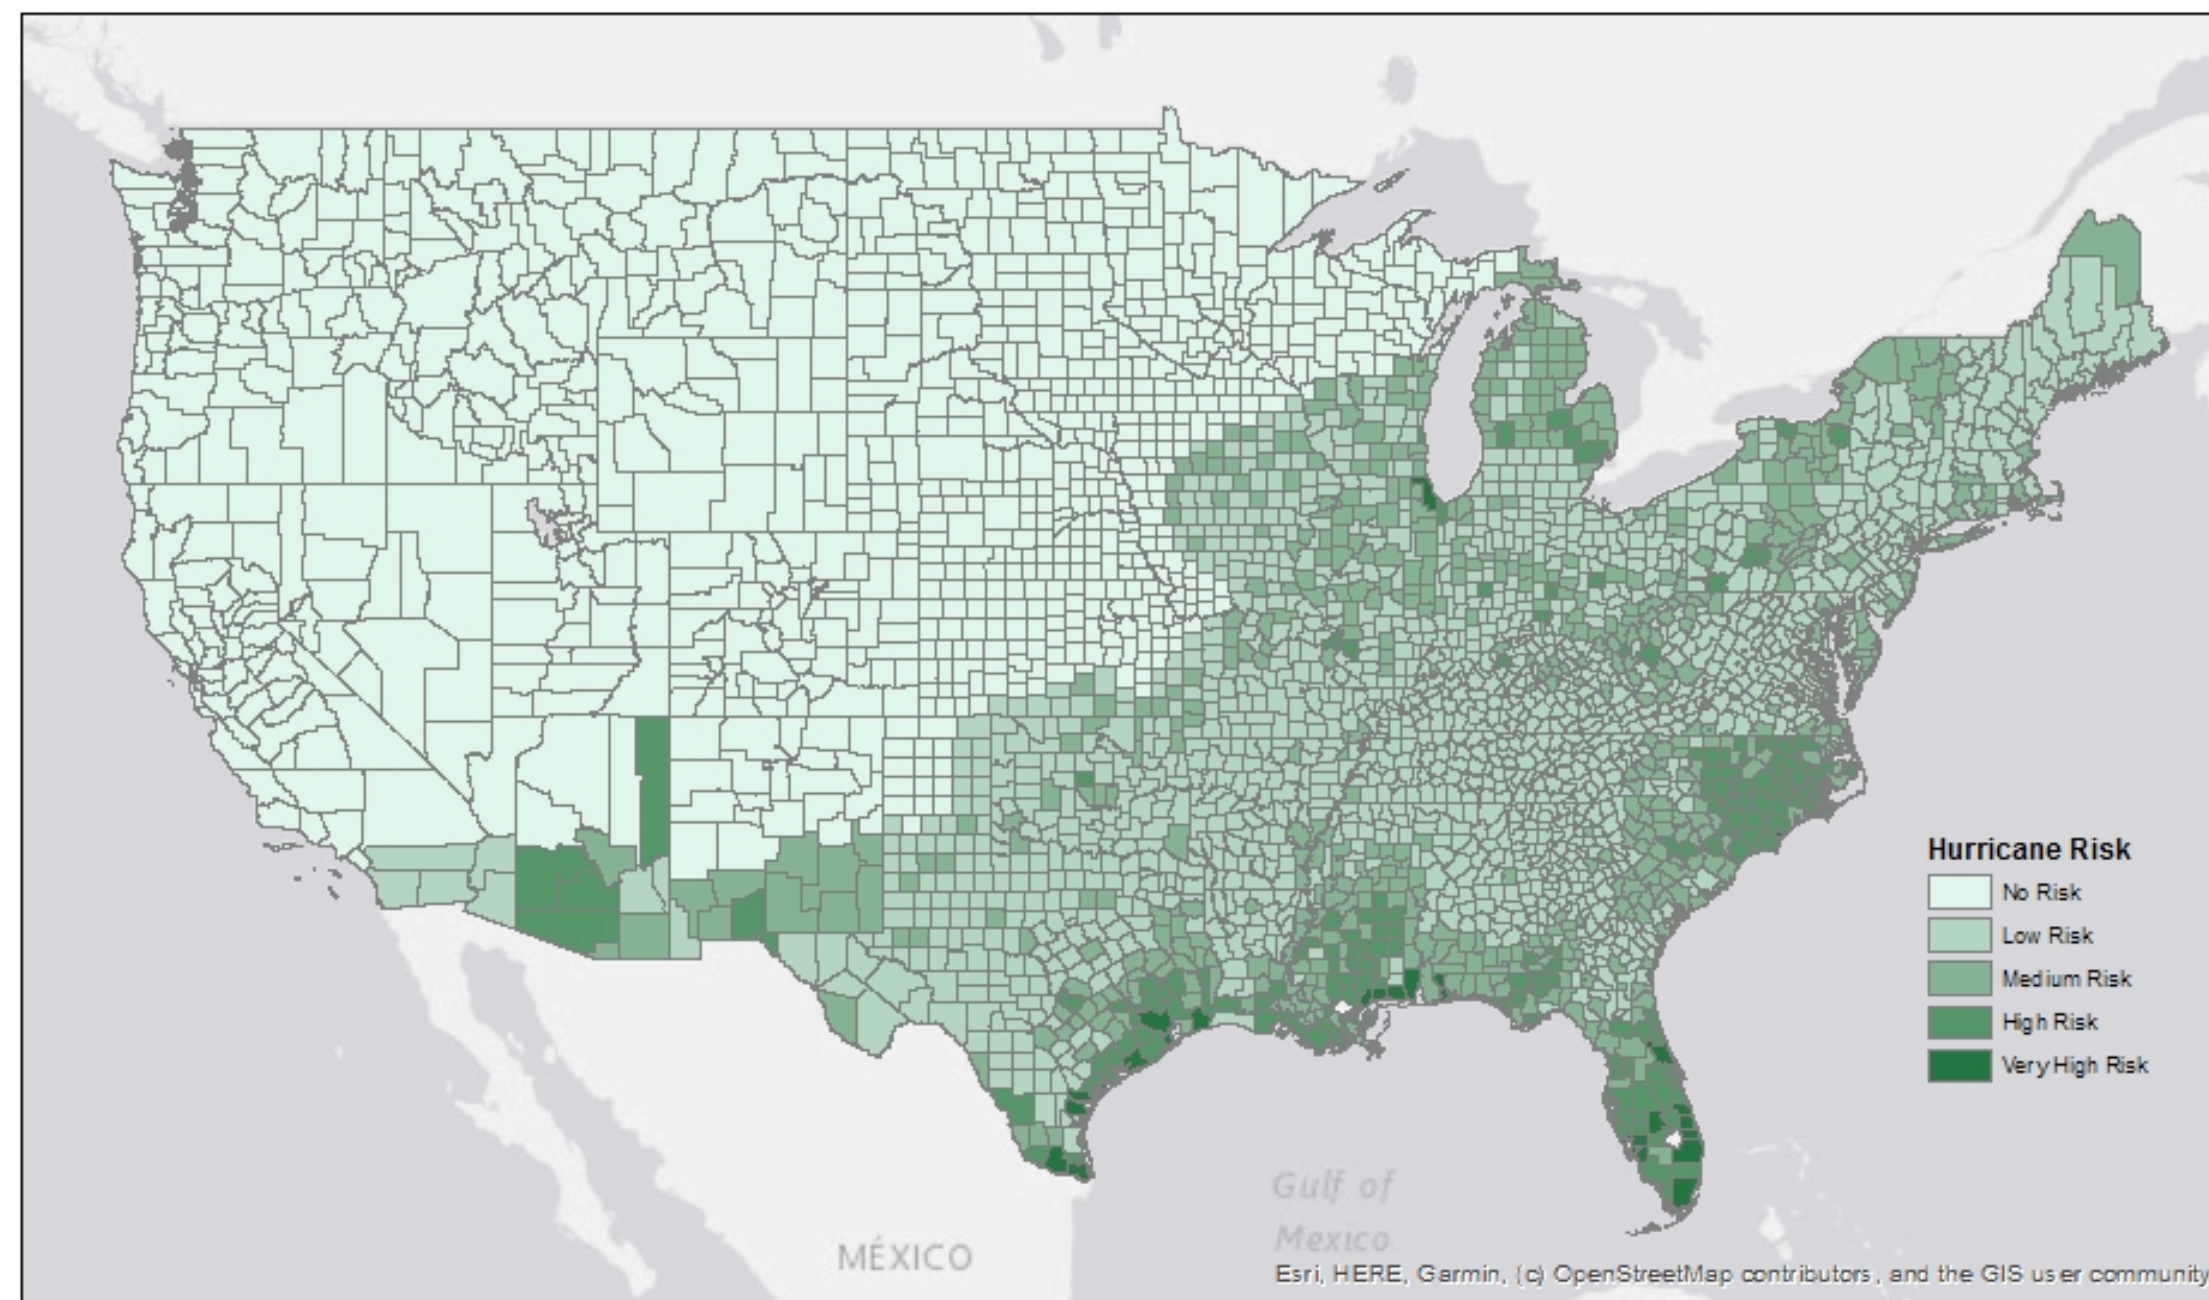 Hurricane Risk
No Risk
Low Risk
Medium Risk
High Risk
Very High Risk
Gulf of
Mexico
MÉXICO
Esri, HERE, Garmin, (c) OpenStreetMap contributors, and the GIS user community